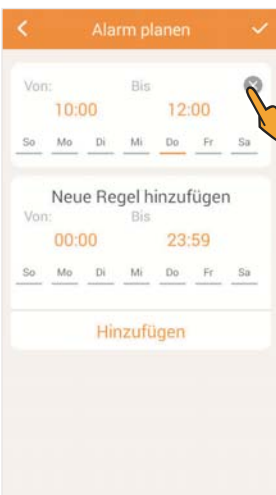 Alarm planen
Von: Bis
10:00 12:00
So Mo Di Mi Do Fr Sa
Neue Regel hinzufügen
Von: Bis
00:00 23:59
So Mo Di Mi Do Fr Sa
Hinzufügen